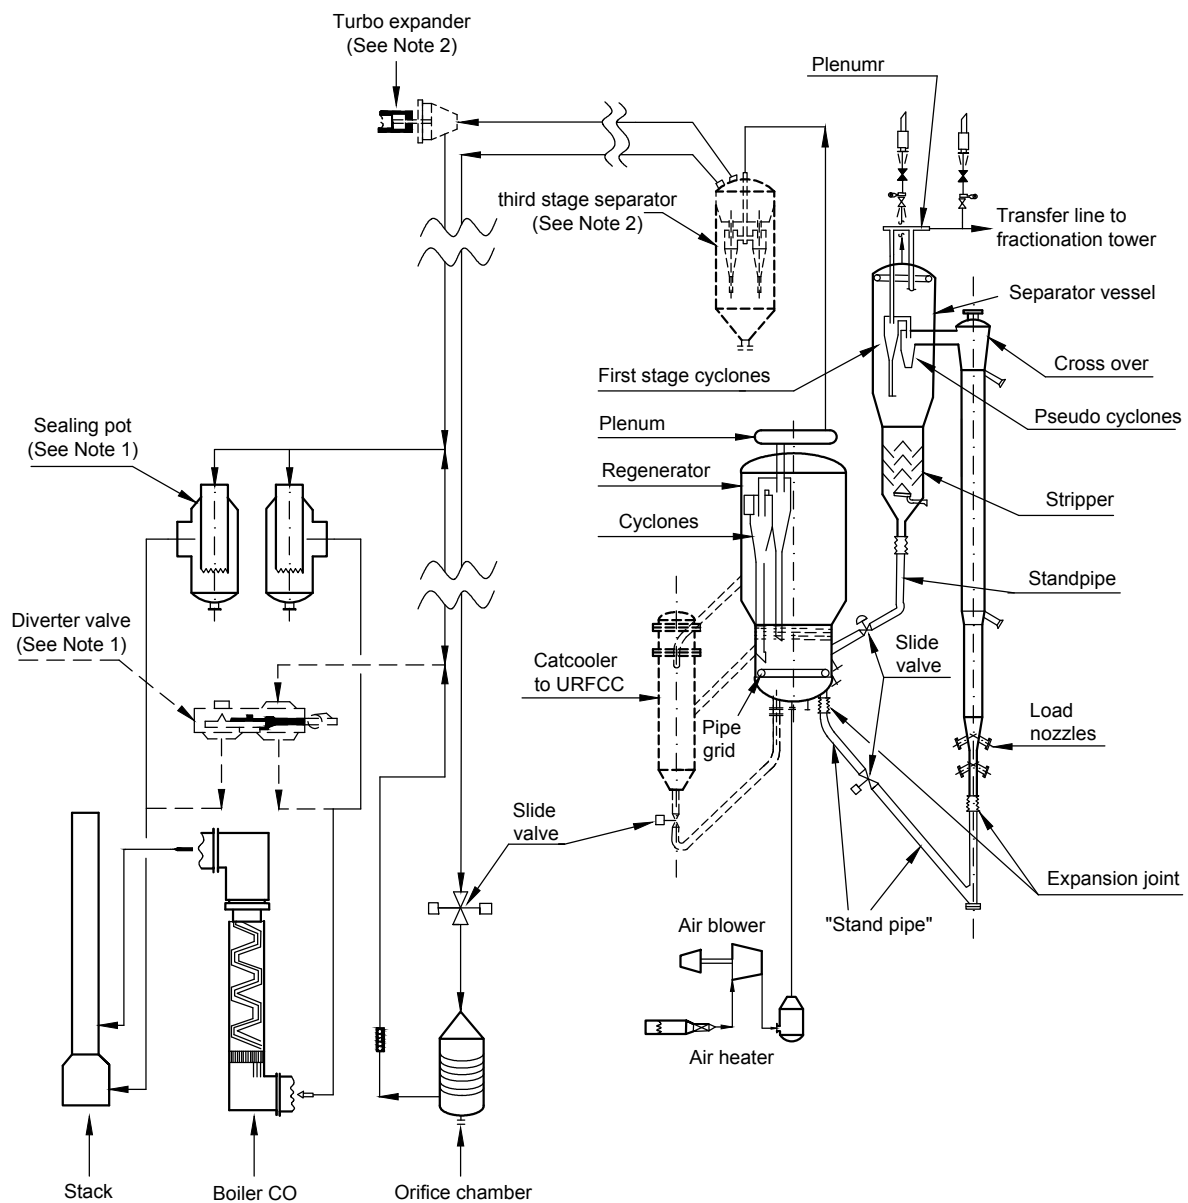 Turbo expander
(See Note 2)
Plenumr
third stage separator
(See Note 2)
Transfer line to
fractionation tower
Separator vessel
First stage cyclones
Cross over
Sealing pot
(See Note 1)
Plenum
Pseudo cyclones
Regenerator
Stripper
Cyclones
Standpipe
Diverter valve
(See Note 1)
Catcooler
to URFCC
Slide
valve
Pipe
grid
Load
nozzles
Slide
valve
Expansion joint
Air blower
"Stand pipe"
Air heater
Stack
Boiler CO
Orifice chamber